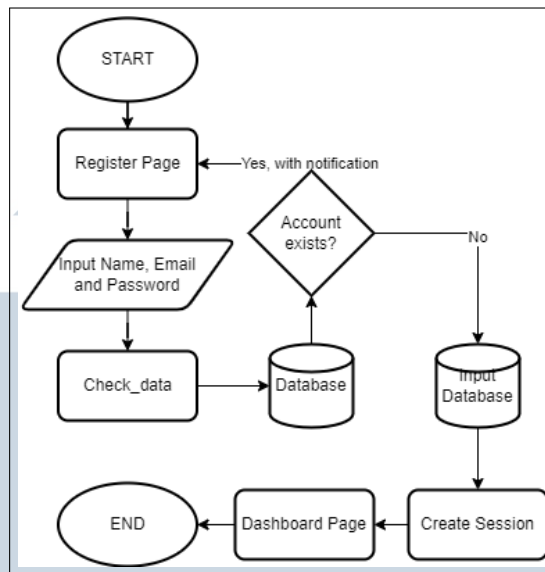 START
Register Page
Yes, with notification
Account
exists?
No
Input Name, Email
and Password
Check_data
Database
Input
Database
END
Dashboard Page
Create Session